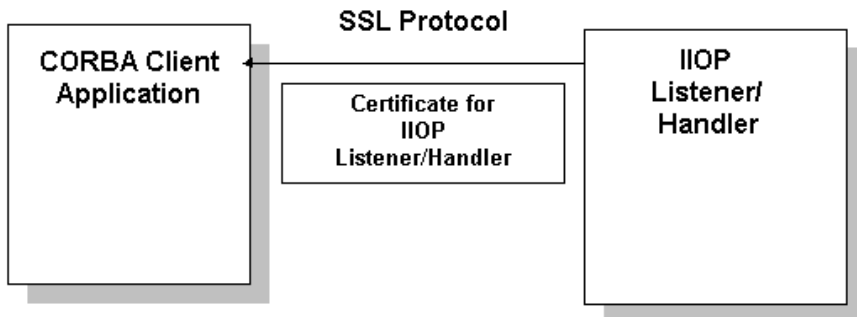 SSL Protocol
CORBA Client
Application
Certificate for
IIOP
Listener/Handler
IIOP
Listener/
Handler